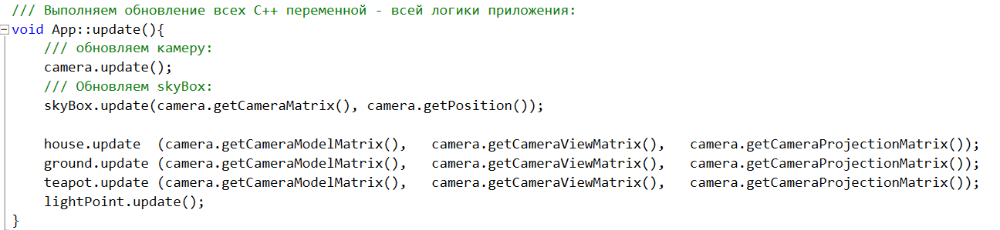 /// Выполняем обновление всех C++ переменной - всей логики приложения:
void App::update(){
/// обновляем камеру:
camera.update();
/// Обновляем skyBox:
skyBox.update(camera.getCameraMatrix(), camera.getPosition());
house.update  (camera.getCameraModelMatrix(),   camera.getCameraViewMatrix(),   camera.getCameraProjectionMatrix());
ground.update (camera.getCameraModelMatrix(),   camera.getCameraViewMatrix(),   camera.getCameraProjectionMatrix());
teapot.update (camera.getCameraModelMatrix(),   camera.getCameraViewMatrix(),   camera.getCameraProjectionMatrix());
lightPoint.update();
}